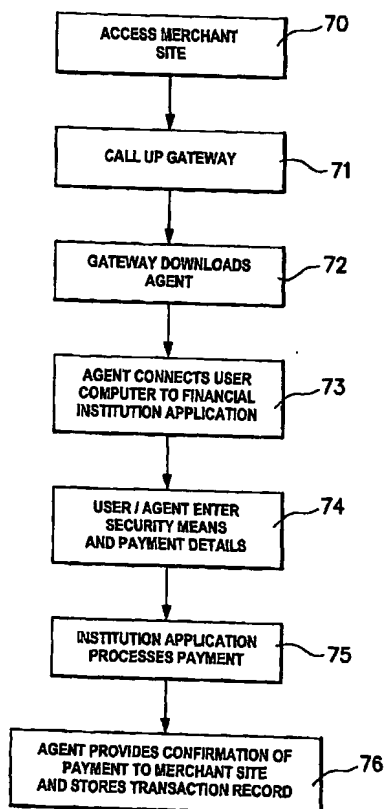 ACCESS MERCHANT
SITE
70
CALL UP GATEWAY
71
GATEWAY DOWNLOADS
AGENT
72
AGENT CONNECTS USER
COMPUTER TO FINANCIAL
INSTITUTION APPLICATION
73
USER / AGENT ENTER
SECURITY MEANS
AND PAYMENT DETAILS
74
INSTITUTION APPLICATION
PROCESSES PAYMENT
75
AGENT PROVIDES CONFIRMATION OF
PAYMENT TO MERCHANT SITE
AND STORES TRANSACTION RECORD
76